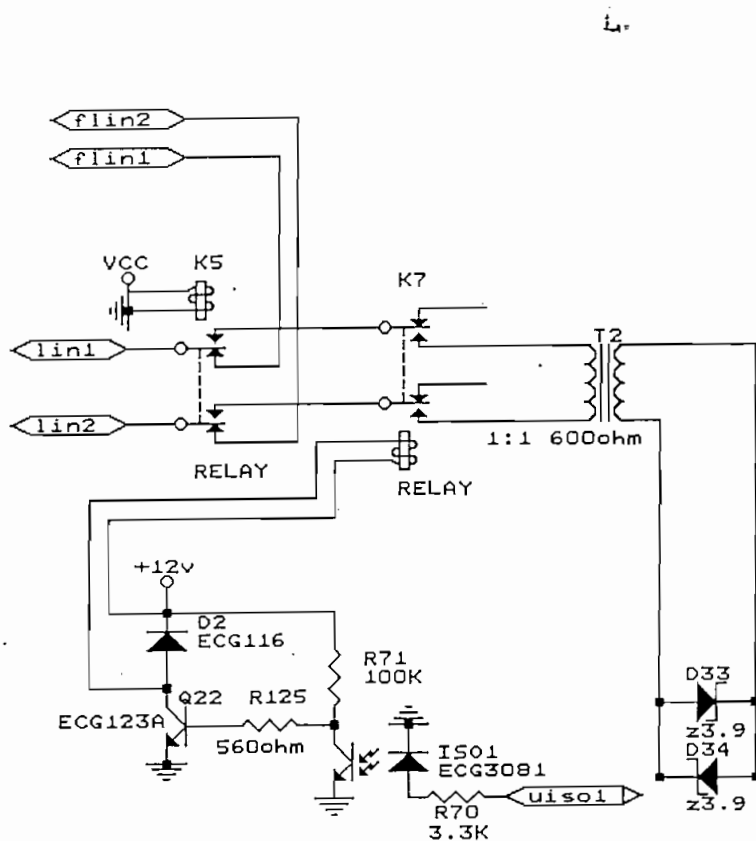 flin2
flin1
VCC
K5
K7
T2
lin1
lin2
1:1 600ohm
RELAY
RELAY
+12v
D2
ECG116
R71
100K
D33
Q22
R125
z3.9
ECG123A
560ohm
ISO1
ECG3081
D34
uiso1
z3.9
R70
3.3K